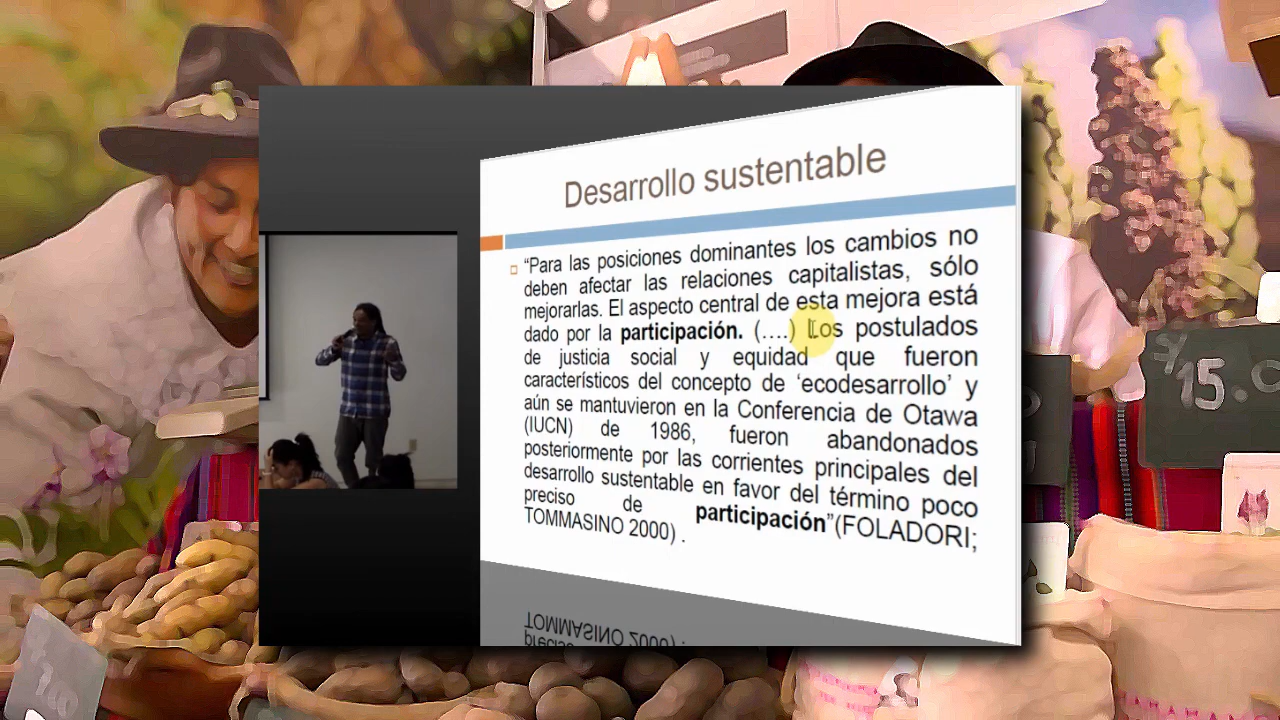 Desarrollo sustentable
“Para las posiciones dominantes los cambios no
deben afectar las relaciones capitalistas, sólo
mejorarlas. El aspecto central de esta mejora está
dado por la participación. (....) Los postulados
de justicia social y equidad que fueron
característicos del concepto de ‘ecodesarrollo’ y
aún se mantuvieron en la Conferencia de Otawa
(IUCN) de 1986, fueron abandonados
posteriormente por las corrientes principales del
desarrollo sustentable en favor del término poco
preciso de participación”(FOLADORI;
TOMMASINO 2000) .
TOMMASINO 2000) .
S/15.